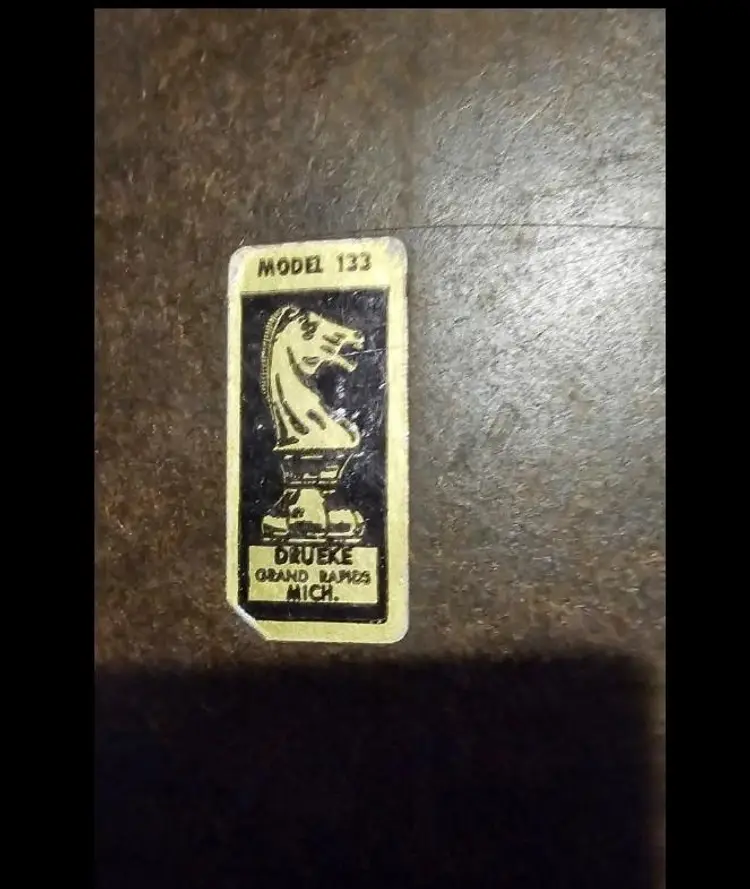 MODEL 133
DRUEKE
GRAND RAPIDS
MICH.